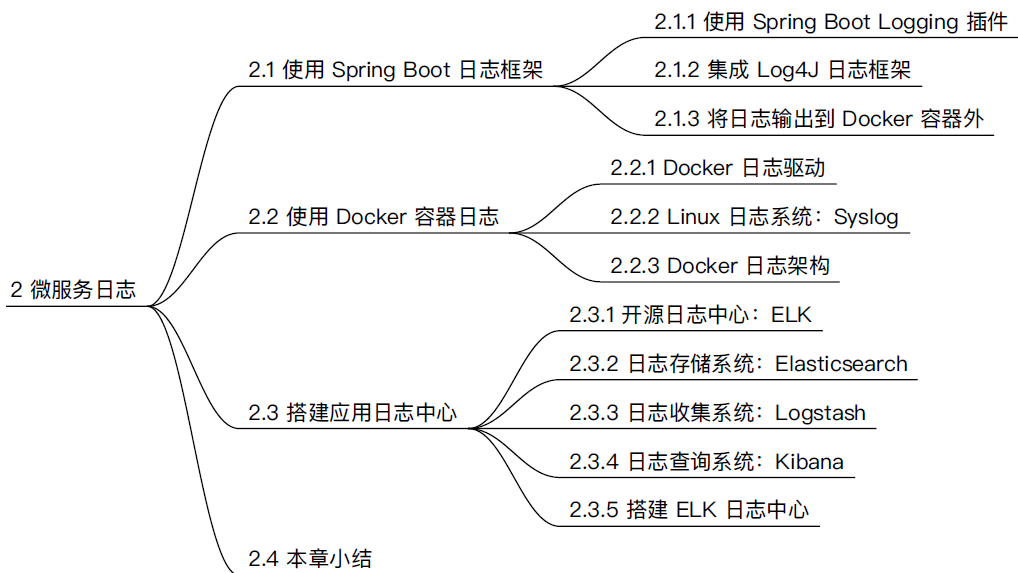 2 微服务日志
2.1 使用 Spring Boot 日志框架
2.1.1 使用 Spring Boot Logging 插件
2.1.2 集成 Log4J 日志框架
2.1.3 将日志输出到 Docker 容器外
2.2 使用 Docker 容器日志
2.2.1 Docker 日志驱动
2.2.2 Linux 日志系统：Syslog
2.2.3 Docker 日志架构
2.3 搭建应用日志中心
2.3.1 开源日志中心：ELK
2.3.2 日志存储系统：Elasticsearch
2.3.3 日志收集系统：Logstash
2.3.4 日志查询系统：Kibana
2.3.5 搭建 ELK 日志中心
2.4 本章小结